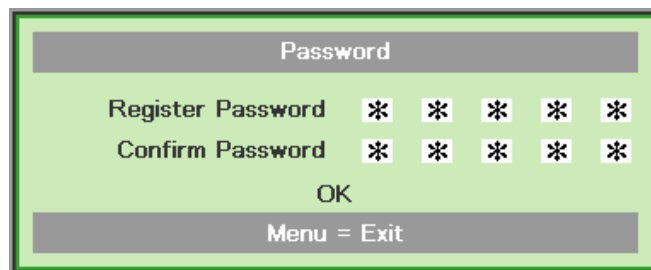 Password
Register Password * * * * *
Confirm Password * * * * *
OK
Menu = Exit